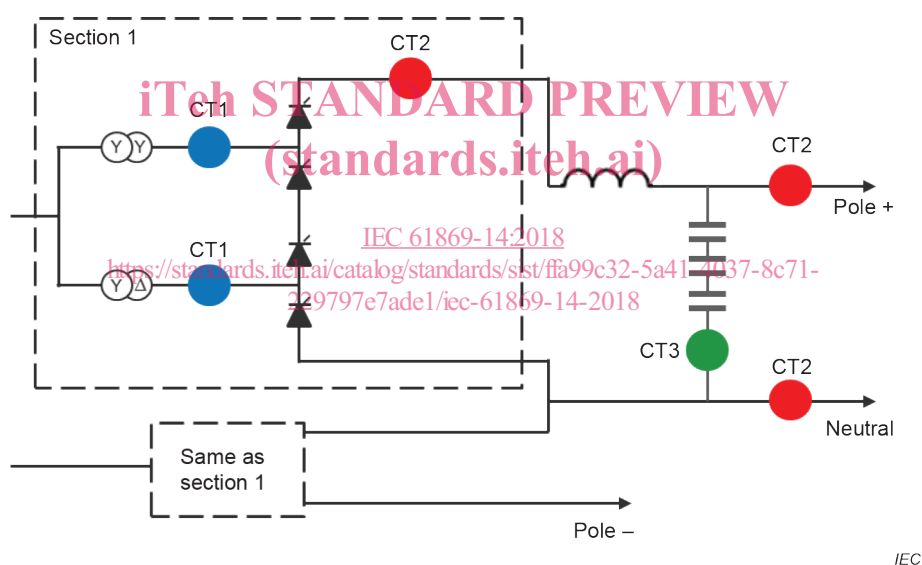 Section 1
CT2
iTeh STANDARD PREVIEW
CT1
(standards.iteh.ai)
Y Y
CT2
Pole +
CT1
IEC 61869-14:2018
https://standards.iteh.ai/catalog/standards/sist/ffa99c32-5a41-4037-8c71-
229797e7ade1/iec-61869-14-2018
Y Δ
CT3
CT2
Neutral
Same as
section 1
Pole –
IEC